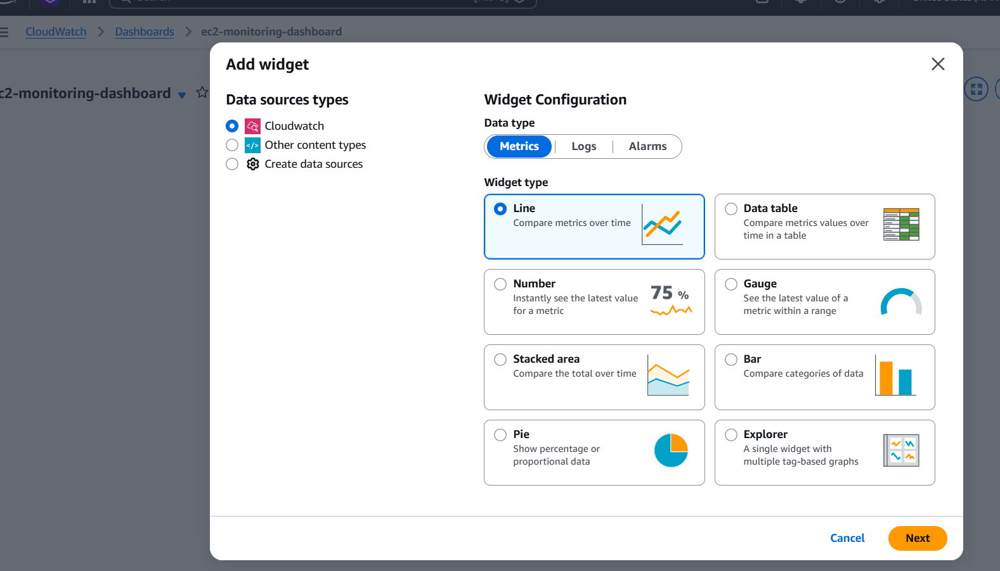 CloudWatch > Dashboards > ec2-monitoring-dashboard
c2-monitoring-dashboard
Add widget
Data sources types
Cloudwatch
Other content types
Create data sources
Widget Configuration
Data type
Metrics
Logs
Alarms
Widget type
Line
Compare metrics over time
Data table
Compare metrics values over
time in a table
Number
Instantly see the latest value
for a metric
75 %
Gauge
See the latest value of a
metric within a range
Stacked area
Compare the total over time
Bar
Compare categories of data
Pie
Show percentage or
proportional data
Explorer
A single widget with
multiple tag-based graphs
Cancel
Next